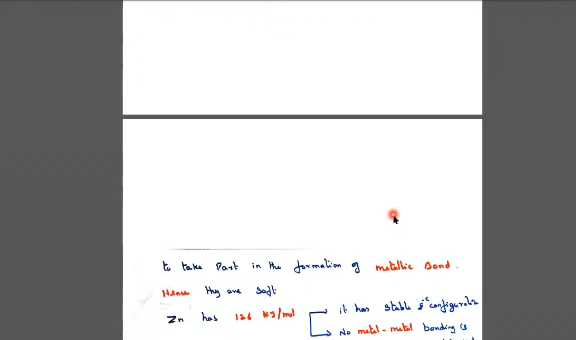 to take Part in the formation of metallic Bond.
Hence they are Soft
Zn has 126 KJ/mol
it has stable configuration
No metal-metal bonding is